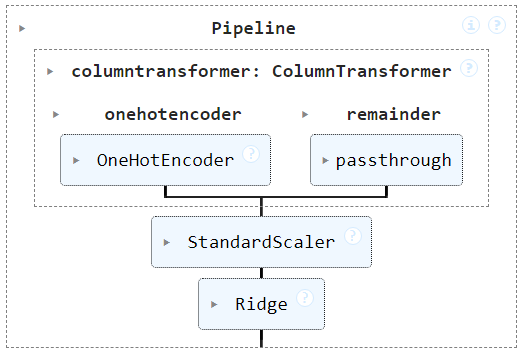 Pipeline
columntransformer: ColumnTransformer
onehotencoder
remainder
OneHotEncoder
passthrough
StandardScaler
Ridge